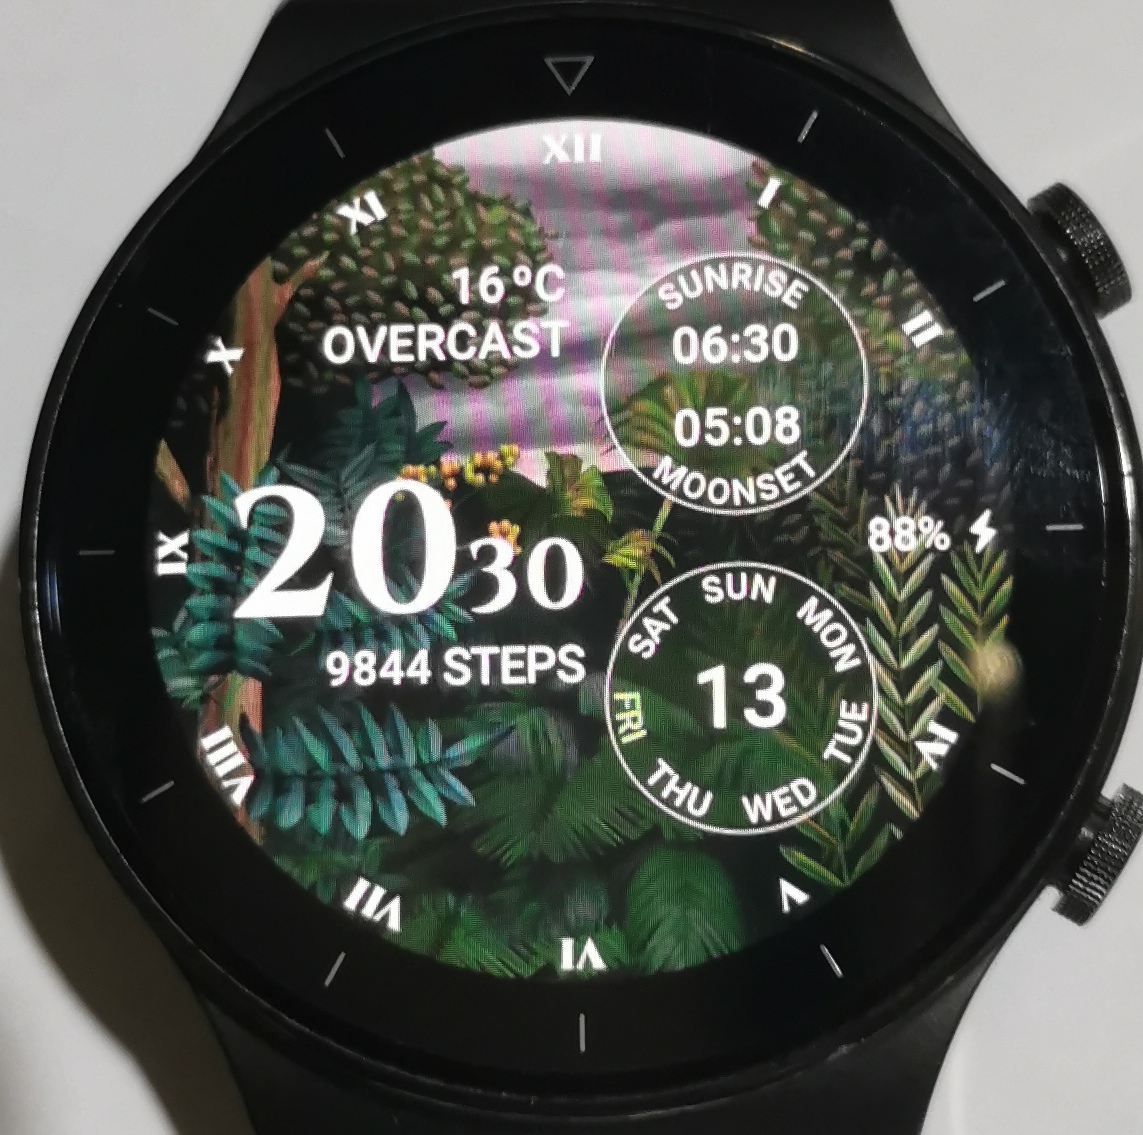 XII
XI
I
16ºC
OVERCAST
SUNRISE
06:30
05:08
MOONSET
X
II
IX
2030
88%
9844 STEPS
SUN
MON
TUE
WED
THU
FRI
SAT
13
VIII
IV
VII
V
VI